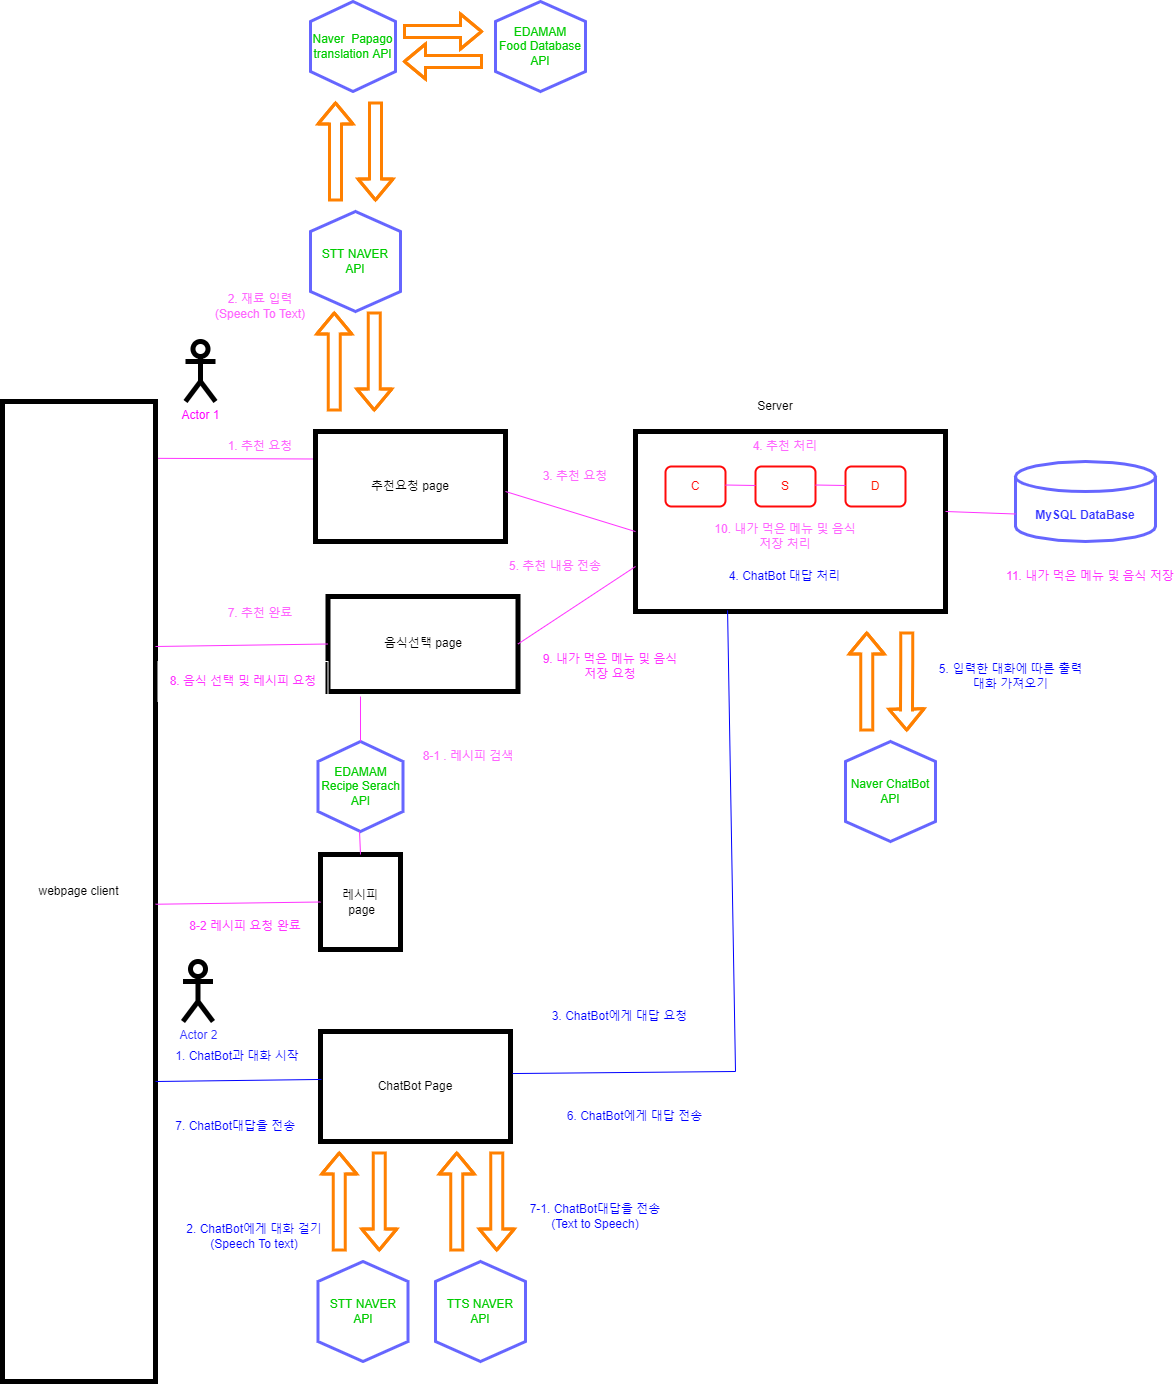 Naver  Papago
translation API
EDAMAM
Food Database
API
STT NAVER
API
2. 재료 입력
(Speech To Text)
Actor 1
1. 추천 요청
추천요청 page
3. 추천 요청
Server
4. 추천 처리
C
S
D
10. 내가 먹은 메뉴 및 음식
저장 처리
4. ChatBot 대답 처리
MySQL DataBase
11. 내가 먹은 메뉴 및 음식 저장
5. 추천 내용 전송
7. 추천 완료
음식선택 page
8. 음식 선택 및 레시피 요청
9. 내가 먹은 메뉴 및 음식
저장 요청
5. 입력한 대화에 따른 출력
대화 가져오기
8-1 . 레시피 검색
EDAMAM
Recipe Serach
API
Naver ChatBot
API
webpage client
레시피
page
8-2 레시피 요청 완료
Actor 2
1. ChatBot과 대화 시작
3. ChatBot에게 대답 요청
ChatBot Page
7. ChatBot대답을 전송
6. ChatBot에게 대답 전송
2. ChatBot에게 대화 걸기
(Speech To text)
7-1. ChatBot대답을 전송
(Text to Speech)
STT NAVER
API
TTS NAVER
API